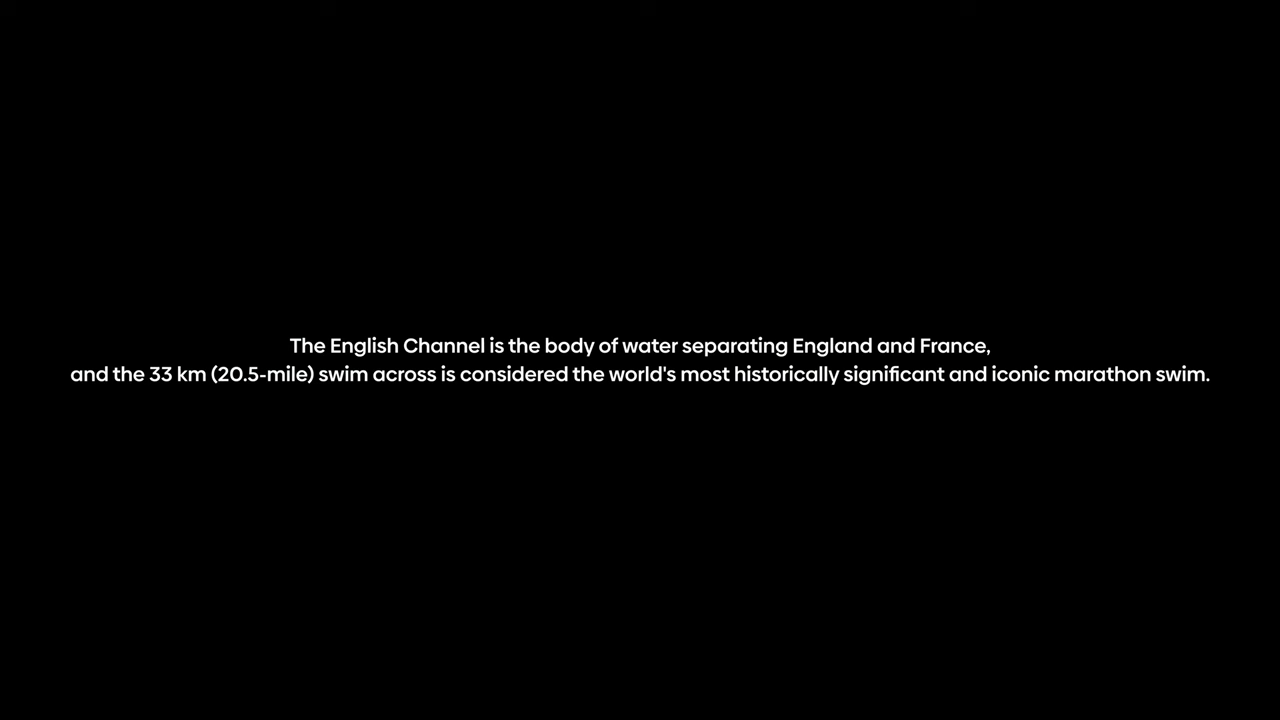 The English Channel is the body of water separating England and France,
and the 33 km (20.5-mile) swim across is considered the world's most historically significant and iconic marathon swim.